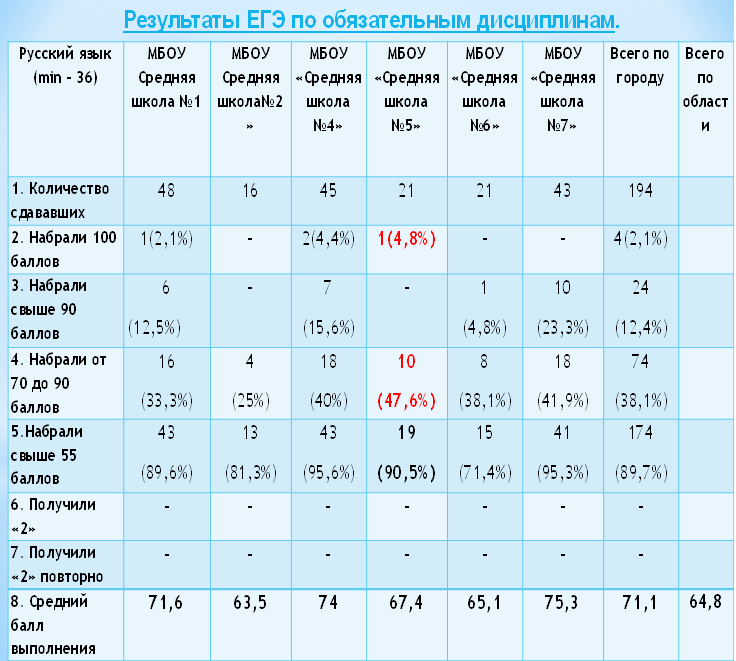 Результаты ЕГЭ по обязательным дисциплинам.
Русский язык (min – 36) МБОУ Средняя школа №1 МБОУ Средняя школа№2 » МБОУ «Средняя школа №4» МБОУ «Средняя школа №5» МБОУ «Средняя школа №6» МБОУ «Средняя школа №7» Всего по городу Всего по област и
1. Количество сдававших 48 16 45 21 21 43 194
2. Набрали 100 баллов 1(2,1%) - 2(4,4%) 1(4,8%) - - 4(2,1%)
3. Набрали свыше 90 баллов 6 (12,5%) - 7 (15,6%) - 1 (4,8%) 10 (23,3%) 24 (12,4%)
4. Набрали от 70 до 90 баллов 16 (33,3%) 4 (25%) 18 (40%) 10 (47,6%) 8 (38,1%) 18 (41,9%) 74 (38,1%)
5.Набрали свыше 55 баллов 43 (89,6%) 13 (81,3%) 43 (95,6%) 19 (90,5%) 15 (71,4%) 41 (95,3%) 174 (89,7%)
6. Получили «2» - - - - - - -
7. Получили «2» повторно - - - - - - -
8. Средний балл выполнения 71,6 63,5 74 67,4 65,1 75,3 71,1 64,8